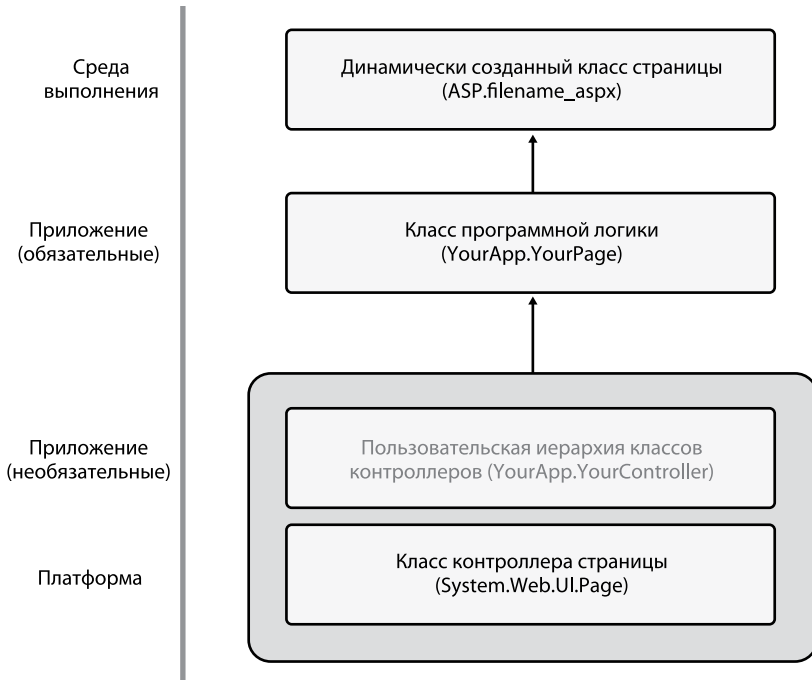 Среда
выполнения
Динамически созданный класс страницы
(ASP.filename_aspx)
Приложение
(обязательные)
Класс программной логики
(YourApp.YourPage)
Приложение
(необязательные)
Пользовательская иерархия классов
контроллеров (YourApp.YourController)
Платформа
Класс контроллера страницы
(System.Web.UI.Page)